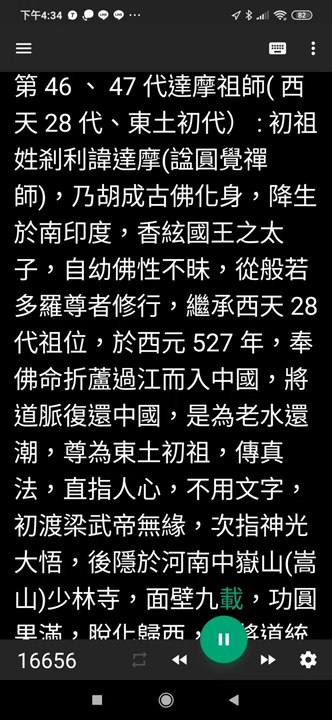 下午4:34 ... 82
第 46 、 47 代達摩祖師( 西
天 28 代、東土初代） : 初祖
姓剎利諱達摩(諡圓覺禪
師)，乃胡成古佛化身，降生
於南印度，香絃國王之太
子，自幼佛性不昧，從般若
多羅尊者修行，繼承西天 28
代祖位，於西元 527 年，奉
佛命折蘆過江而入中國，將
道脈復還中國，是為老水還
潮，尊為東土初祖，傳真
法，直指人心，不用文字，
初渡梁武帝無緣，次指神光
大悟，後隱於河南中嶽山(嵩
山)少林寺，面壁九載，功圓
果滿，脫化歸西，將道統
16656